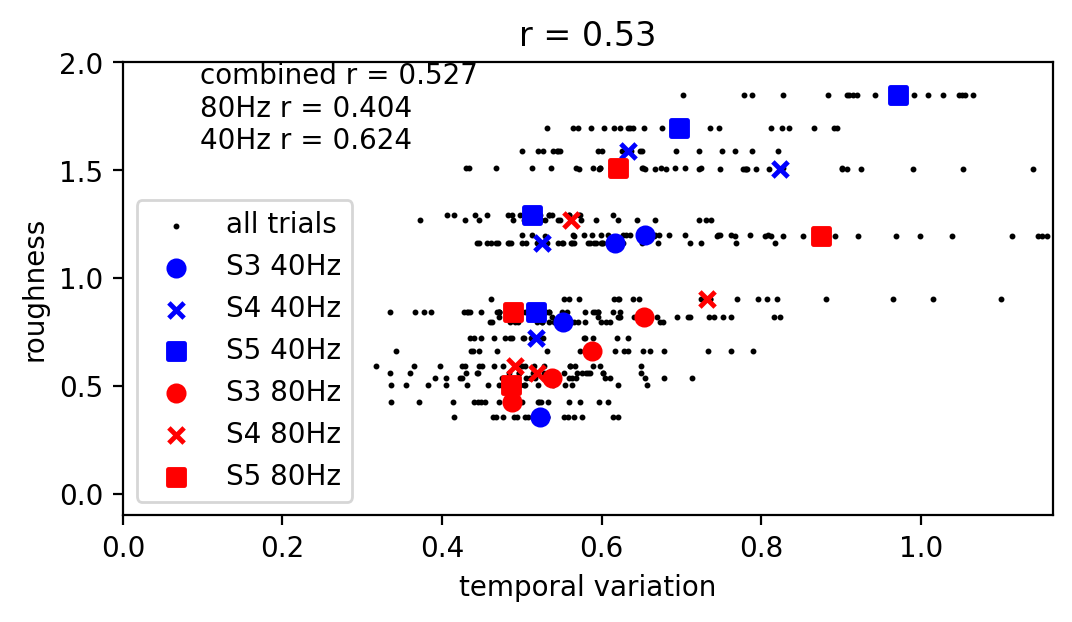 r = 0.53
combined r = 0.527
80Hz r = 0.404
40Hz r = 0.624
all trials
S3 40Hz
S4 40Hz
S5 40Hz
S3 80Hz
S4 80Hz
S5 80Hz
roughness
2.0
1.5
1.0
0.5
0.0
0.0 0.2 0.4 0.6 0.8 1.0
temporal variation